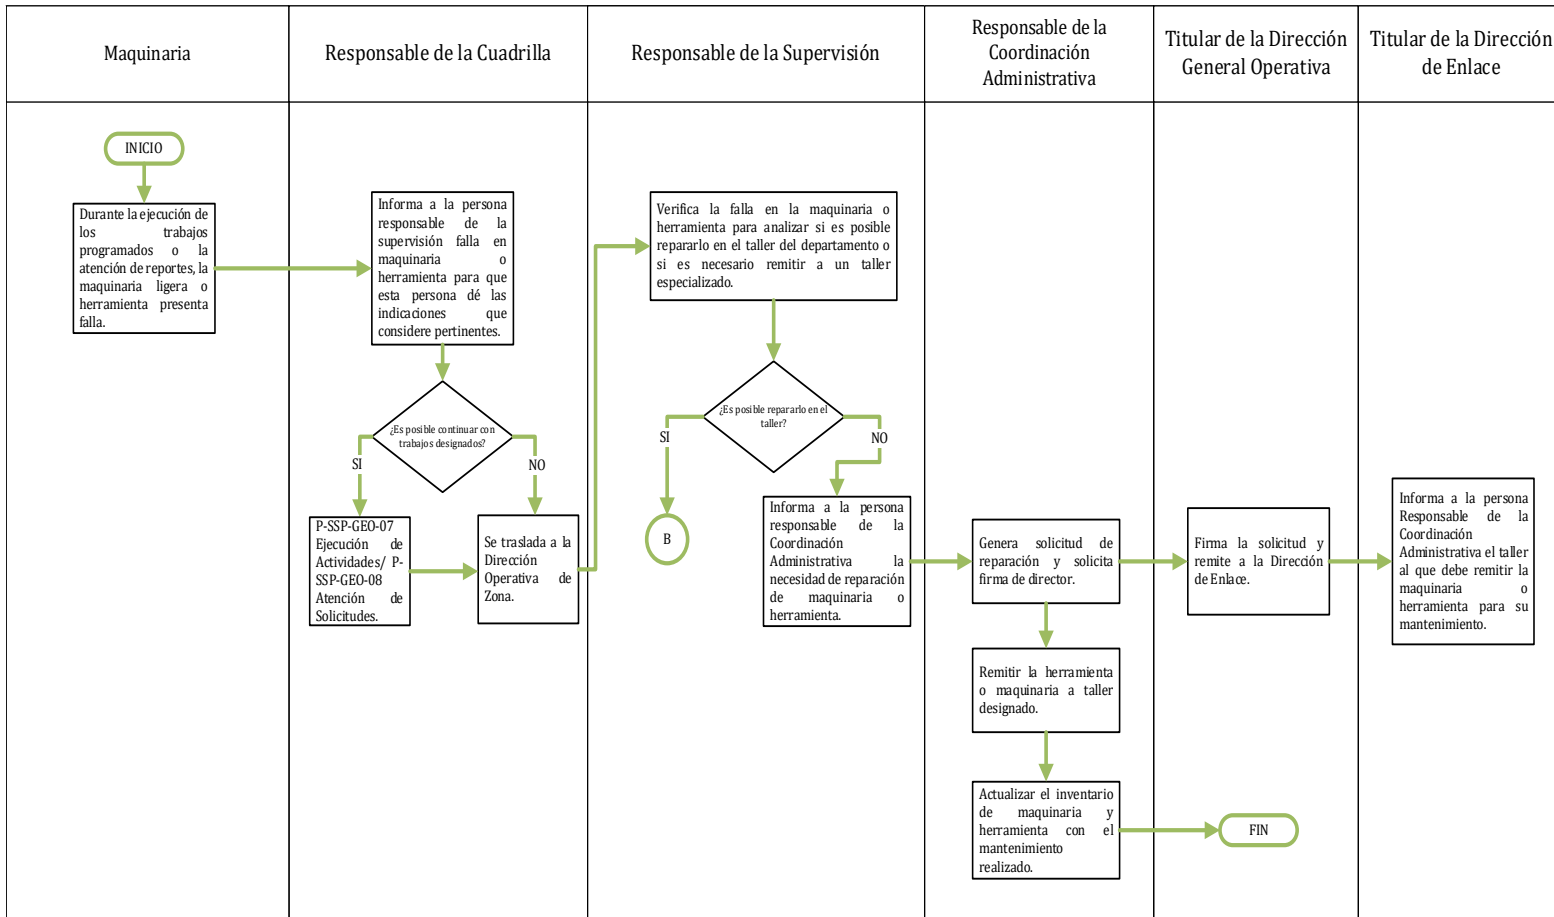 Maquinaria
Responsable de la Cuadrilla
Responsable de la Supervisión
Responsable de la
Coordinación
Administrativa
Titular de la Dirección
General Operativa
Titular de la Dirección
de Enlace
INICIO
Durante la ejecución de
los trabajos
programados o la
atención de reportes, la
maquinaria ligera o
herramienta presenta
falla.
Informa a la persona
responsable de la
supervisión falla en
maquinaria o
herramienta para que
esta persona dé las
indicaciones que
considere pertinentes.
¿Es posible continuar con
trabajos designados?
SI
NO
P-SSP-GEO-07
Ejecución de
Actividades/ P-
SSP-GEO-08
Atención de
Solicitudes.
Se traslada a la
Dirección
Operativa de
Zona.
Verifica la falla en la maquinaria o
herramienta para analizar si es posible
repararlo en el taller del departamento o
si es necesario remitir a un taller
especializado.
¿Es posible repararlo en el
taller?
SI
NO
B
Informa a la persona
responsable de la
Coordinación
Administrativa la
necesidad de reparación
de maquinaria o
herramienta.
Genera solicitud de
reparación y solicita
firma de director.
Remitir la herramienta
o maquinaria a taller
designado.
Actualizar el inventario
de maquinaria y
herramienta con el
mantenimiento
realizado.
Firma la solicitud y
remite a la Dirección
de Enlace.
FIN
Informa a la persona
Responsable de la
Coordinación
Administrativa el taller
al que debe remitir la
maquinaria o
herramienta para su
mantenimiento.